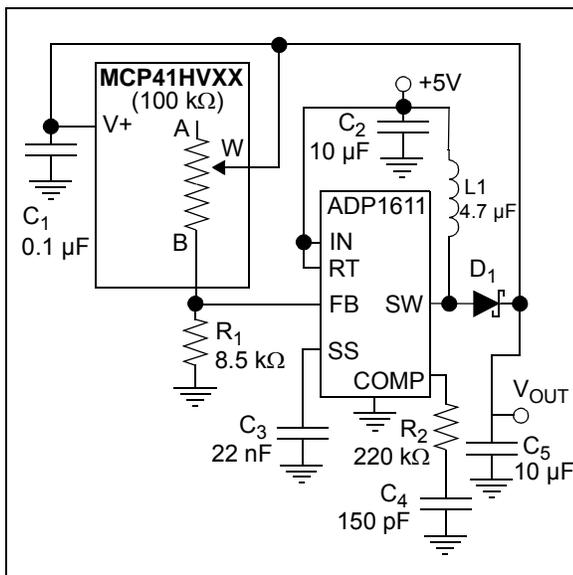 MCP41HVXX
(100 kΩ)
V+
A
W
B
C1
0.1 µF
+5V
C2
10 µF
L1
4.7 µF
ADP1611
IN
RT
FB
SW
SS
COMP
D1
R1
8.5 kΩ
C3
22 nF
R2
220 kΩ
C4
150 pF
VOUT
C5
10 µF